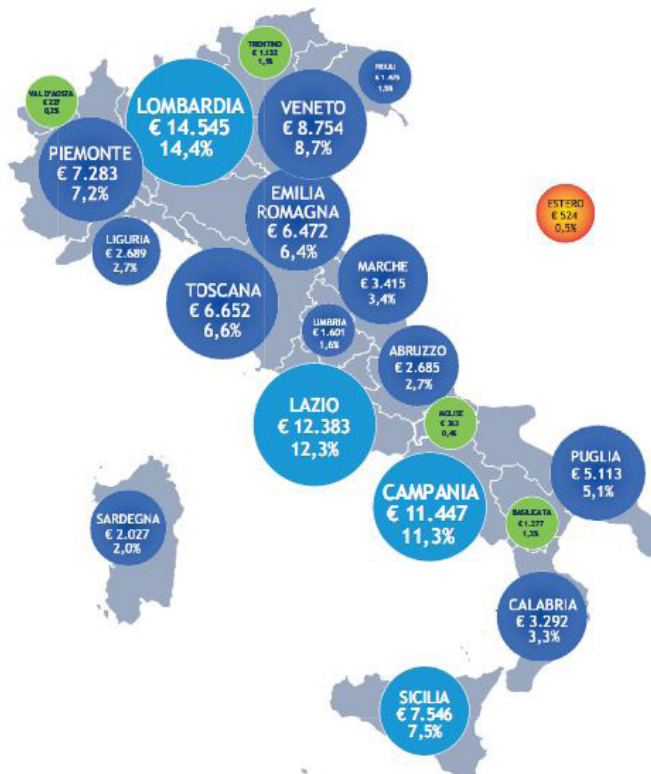 TRENTINO
€ 1.122
1,1%
FRIULI
€ 1.475
1,5%
VAL D'AOSTA
€ 227
0,2%
LOMBARDIA
€ 14.545
14,4%
VENETO
€ 8.754
8,7%
PIEMONTE
€ 7.283
7,2%
EMILIA
ROMAGNA
€ 6.472
6,4%
ESTERO
€ 524
0,5%
LIGURIA
€ 2.689
2,7%
MARCHE
€ 3.415
3,4%
TOSCANA
€ 6.652
6,6%
UMBRIA
€ 1.601
1,6%
ABRUZZO
€ 2.685
2,7%
LAZIO
€ 12.383
12,3%
MOLISE
€ 363
0,4%
PUGLIA
€ 5.113
5,1%
CAMPANIA
€ 11.447
11,3%
BASILICATA
€ 1.277
1,3%
SARDEGNA
€ 2.027
2,0%
CALABRIA
€ 3.292
3,3%
SICILIA
€ 7.546
7,5%